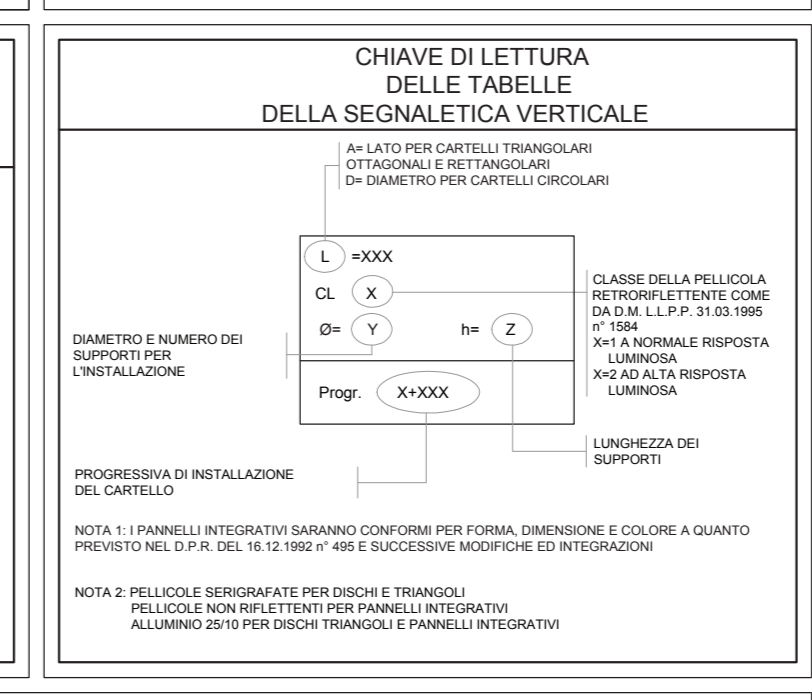 CHIAVE DI LETTURA
DELLE TABELLE
DELLA SEGNALETICA VERTICALE
A= LATO PER CARTELLI TRIANGOLARI
OTTAGONALI E RETTANGOLARI
D= DIAMETRO PER CARTELLI CIRCOLARI
L =XXX
CL X
Ø= Y h= Z
Progr. X+XXX
CLASSE DELLA PELLICOLA
RETRORIFLETTENTE COME
DA D.M. L.L.P.P. 31.03.1995
n° 1584
X=1 A NORMALE RISPOSTA
LUMINOSA
X=2 AD ALTA RISPOSTA
LUMINOSA
DIAMETRO E NUMERO DEI
SUPPORTI PER
L'INSTALLAZIONE
LUNGHEZZA DEI
SUPPORTI
PROGRESSIVA DI INSTALLAZIONE
DEL CARTELLO
NOTA 1: I PANNELLI INTEGRATIVI SARANNO CONFORMI PER FORMA, DIMENSIONE E COLORE A QUANTO
PREVISTO NEL D.P.R. DEL 16.12.1992 n° 495 E SUCCESSIVE MODIFICHE ED INTEGRAZIONI
NOTA 2: PELLICOLE SERIGRAFATE PER DISCHI E TRIANGOLI
PELLICOLE NON RIFLETTENTI PER PANNELLI INTEGRATIVI
ALLUMINIO 25/10 PER DISCHI TRIANGOLI E PANNELLI INTEGRATIVI